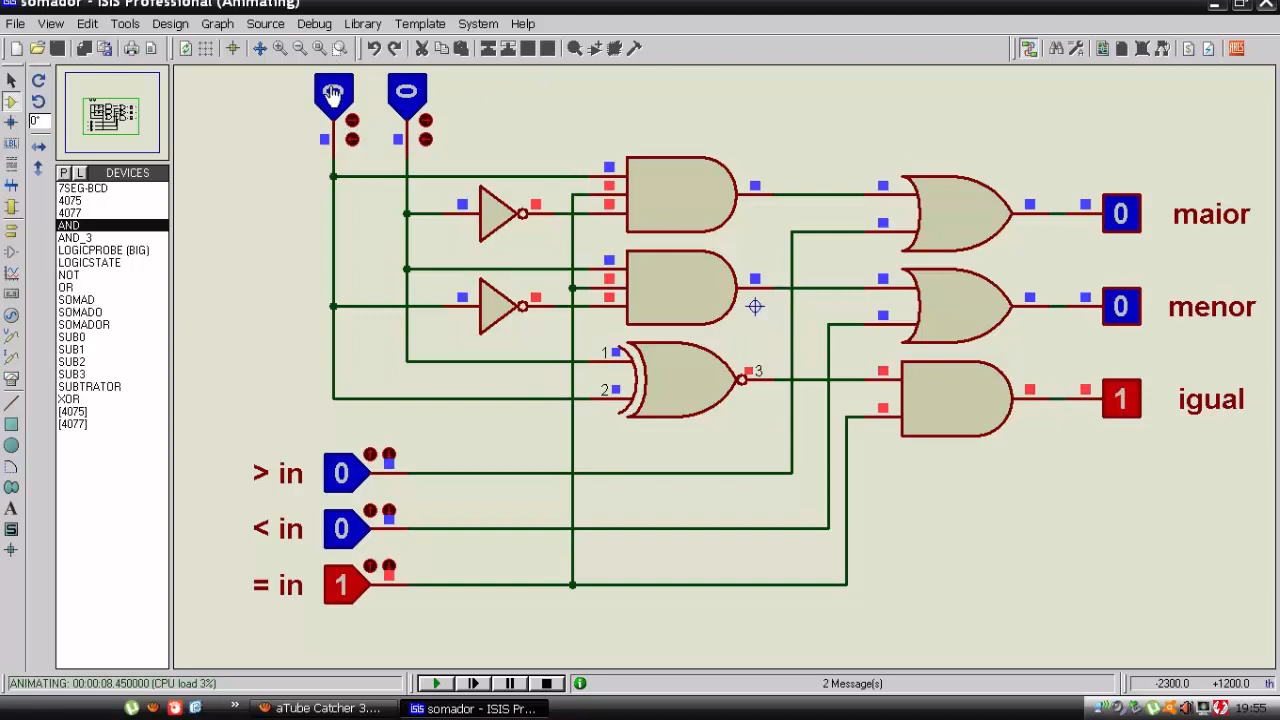 somador - ISIS Professional (Animating)
File View Edit Tools Design Graph Source Debug Library Template System Help
0 0
0°
LBL
P L DEVICES
7SEG-BCD
4075
4077
AND
AND_3
LOGICPROBE (BIG)
LOGICSTATE
NOT
OR
SOMAD
SOMADO
SOMADOR
SUB0
SUB1
SUB2
SUB3
SUBTRATOR
XOR
[4075]
[4077]
0 maior
0 menor
1
2
3
1 igual
> in 0
< in 0
= in 1
ANIMATING: 00:00:08.450000 (CPU load 3%) 2 Message(s) -2300.0 +1200.0 th
» aTube Catcher 3.... somador - ISIS Pr... 19:55